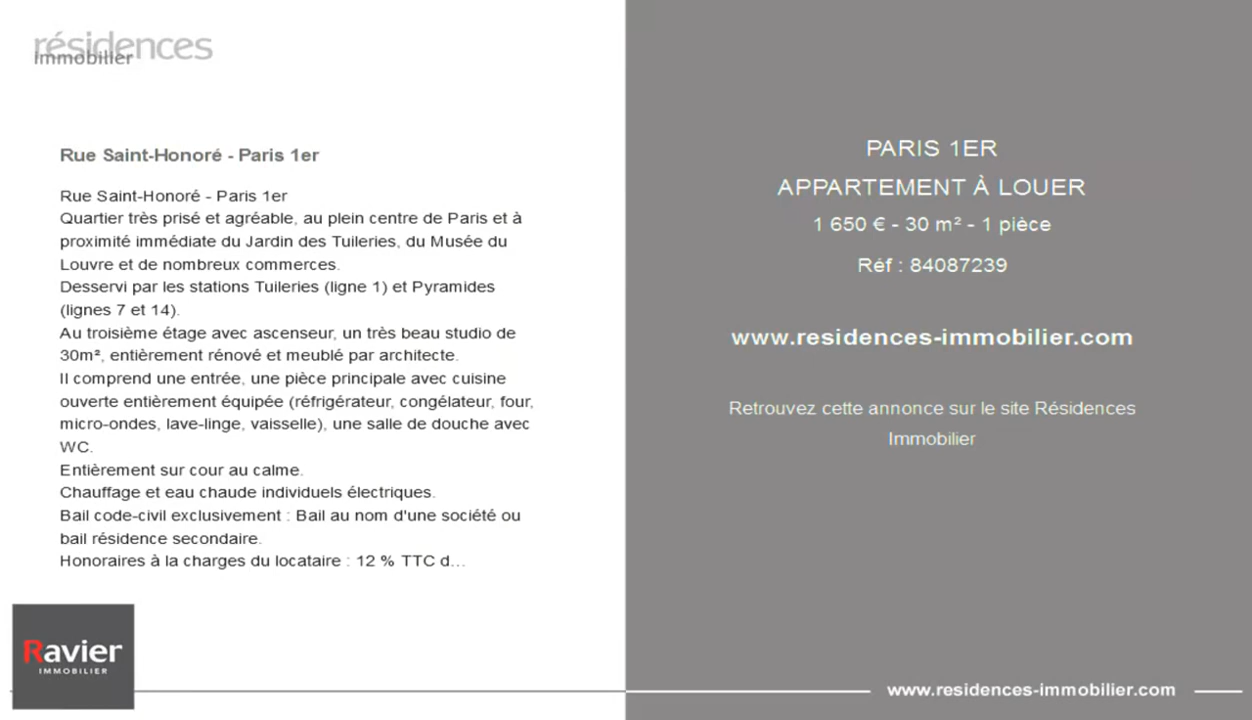 résidences
immobilier
Rue Saint-Honoré - Paris 1er
Rue Saint-Honoré - Paris 1er
Quartier très prisé et agréable, au plein centre de Paris et à
proximité immédiate du Jardin des Tuileries, du Musée du
Louvre et de nombreux commerces.
Desservi par les stations Tuileries (ligne 1) et Pyramides
(lignes 7 et 14).
Au troisième étage avec ascenseur, un très beau studio de
30m², entièrement rénové et meublé par architecte.
Il comprend une entrée, une pièce principale avec cuisine
ouverte entièrement équipée (réfrigérateur, congélateur, four,
micro-ondes, lave-linge, vaisselle), une salle de douche avec
WC.
Entièrement sur cour au calme.
Chauffage et eau chaude individuels électriques.
Bail code-civil exclusivement : Bail au nom d'une société ou
bail résidence secondaire.
Honoraires à la charges du locataire : 12 % TTC d...
Ravier
IMMOBILIER
PARIS 1ER
APPARTEMENT À LOUER
1 650 € - 30 m² - 1 pièce
Réf : 84087239
www.residences-immobilier.com
Retrouvez cette annonce sur le site Résidences
Immobilier
www.residences-immobilier.com